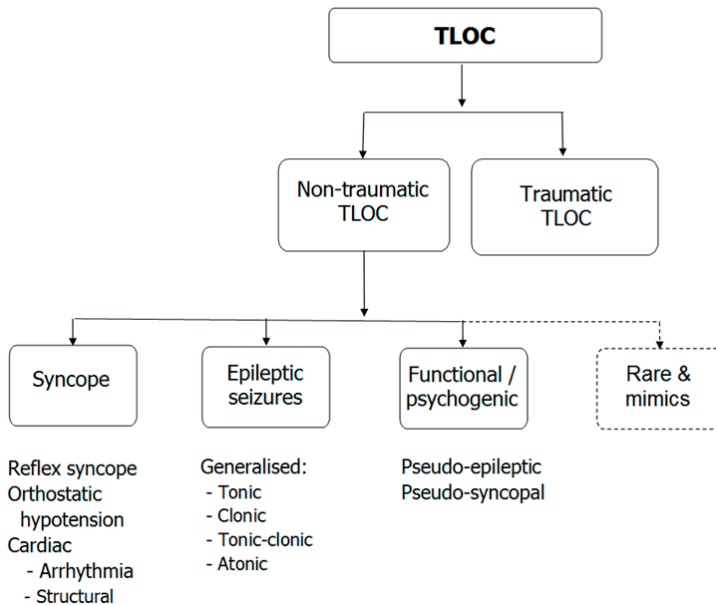 TLOC
Non-traumatic
TLOC
Traumatic
TLOC
Syncope
Epileptic
seizures
Functional /
psychogenic
Rare &
mimics
Reflex syncope
Orthostatic
hypotension
Cardiac
- Arrhythmia
- Structural
Generalised:
- Tonic
- Clonic
- Tonic-clonic
- Atonic
Pseudo-epileptic
Pseudo-syncopal